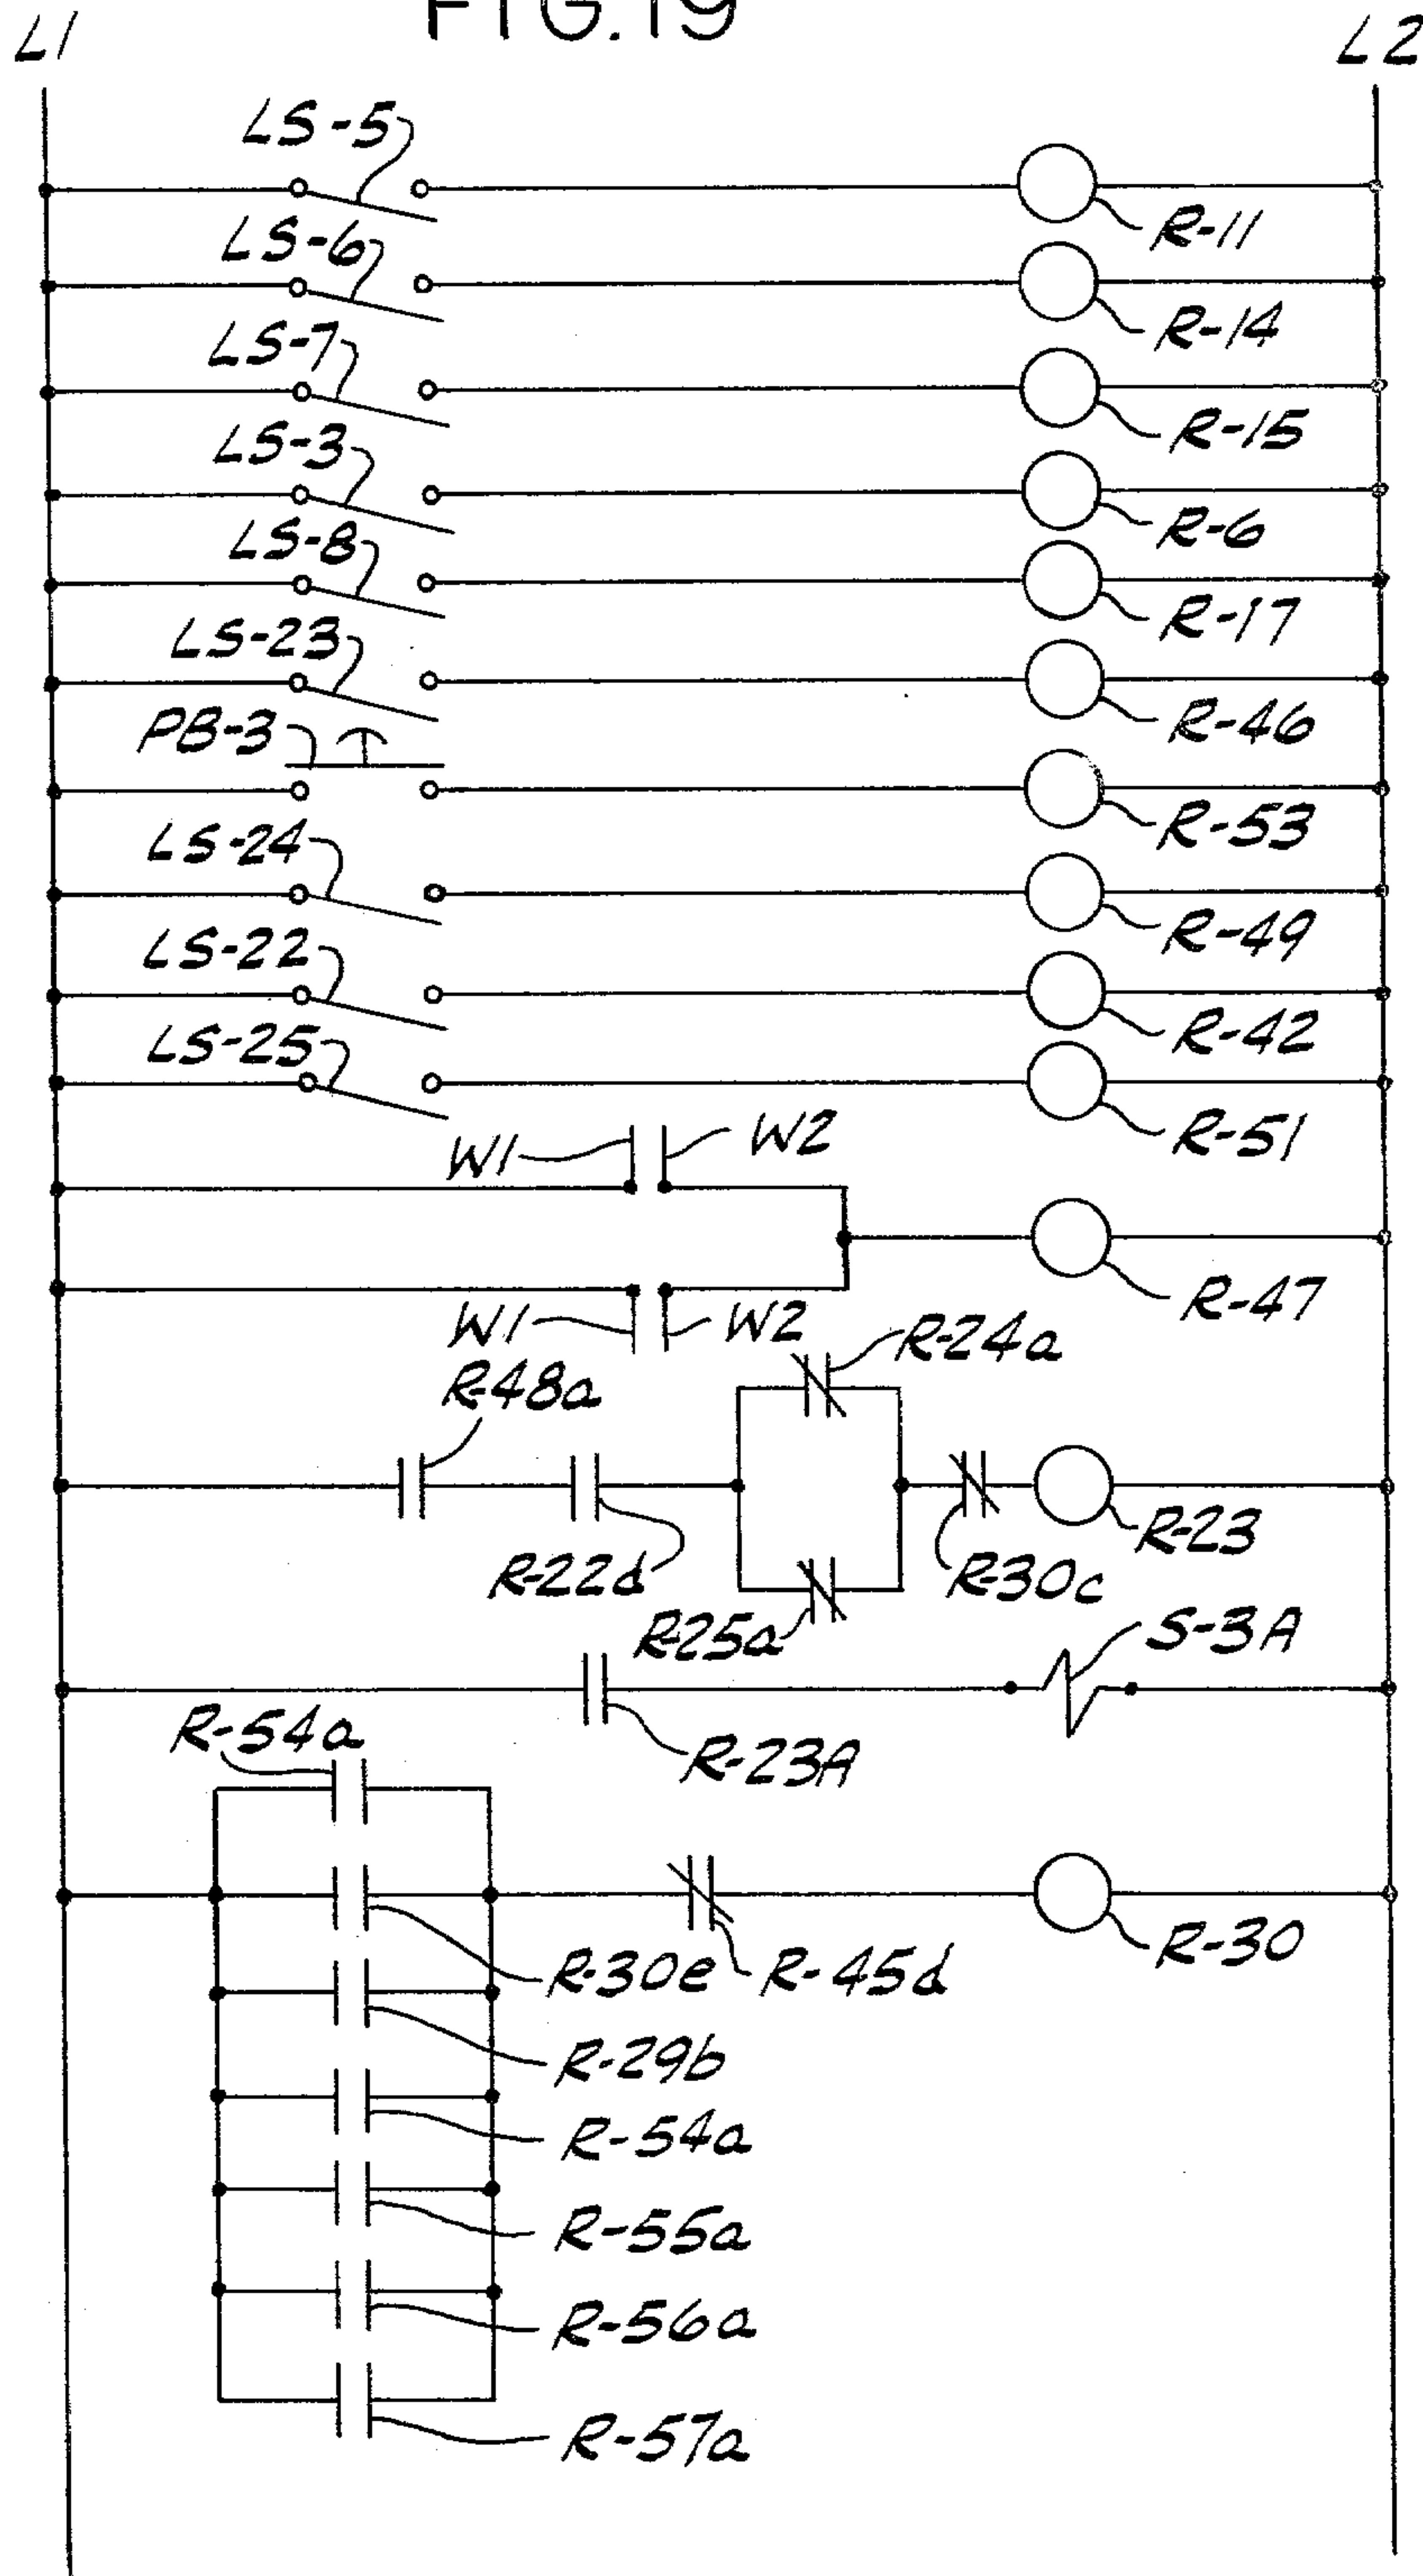 FIG.19
L1
L2
LS-5
R-11
LS-6
R-14
LS-7
R-15
LS-3
R-6
LS-8
R-17
LS-23
R-46
PB-3
R-53
LS-24
R-49
LS-22
R-42
LS-25
R-51
W1
W2
R-47
W1
W2
R-24a
R-48a
R-22d
R-25a
R-30c
R-23
S-3A
R-23A
R-54a
R-30e
R-45d
R-30
R-29b
R-54a
R-55a
R-56a
R-57a